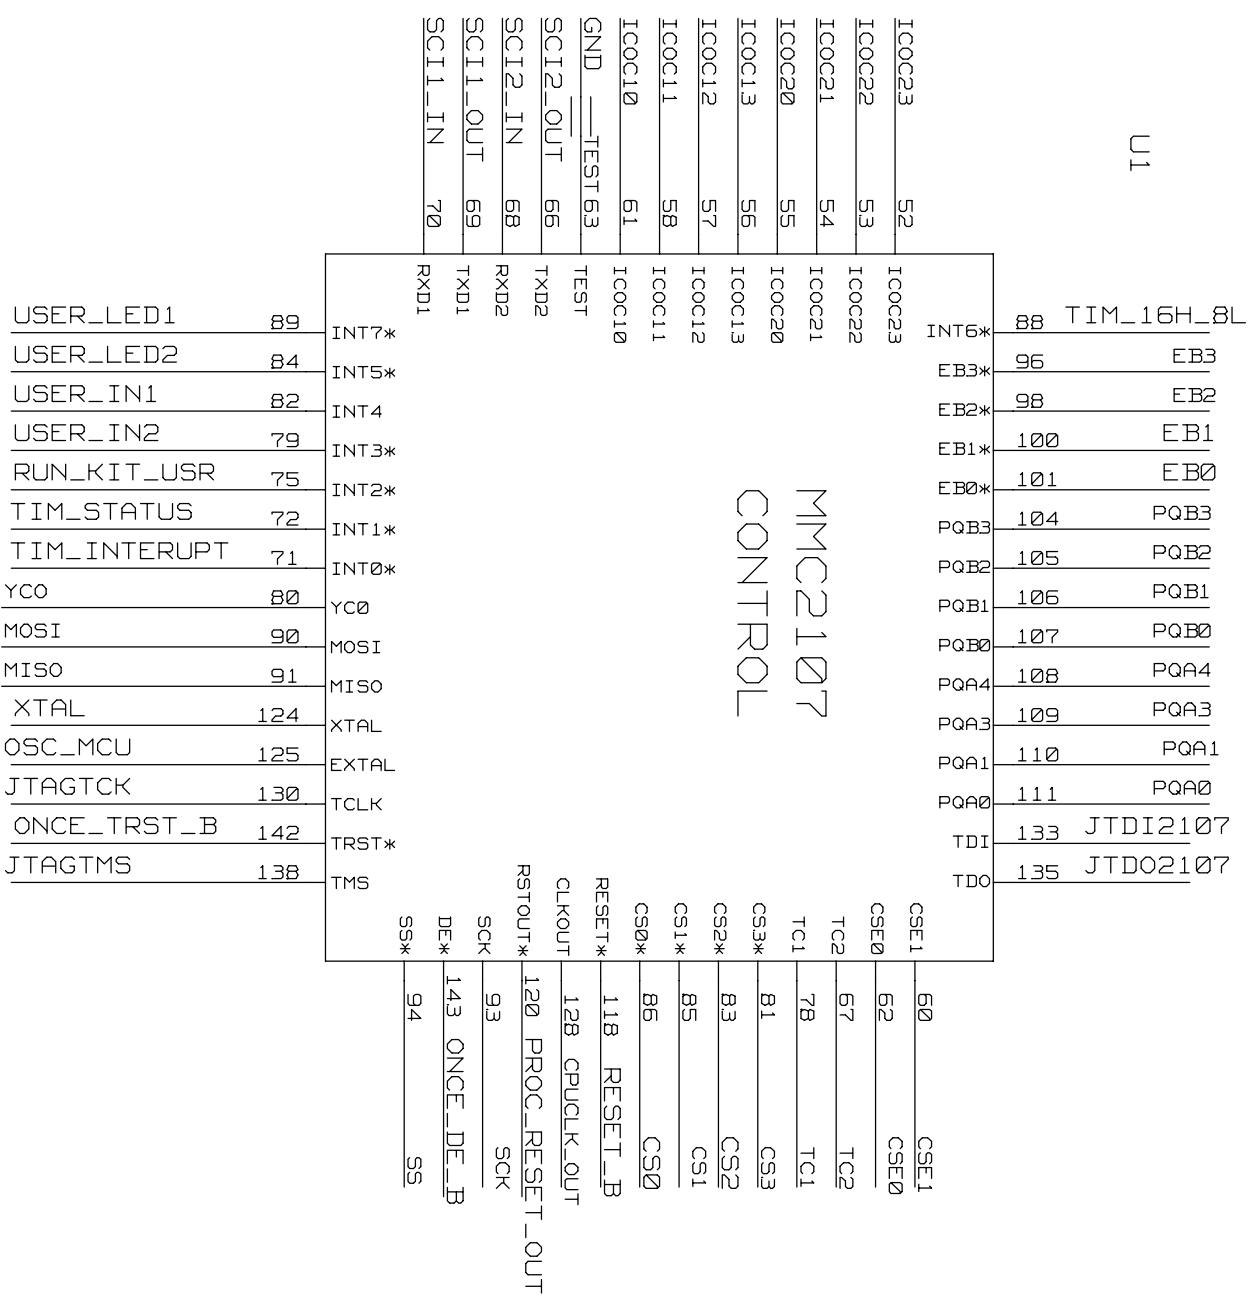 U1
SCI1_IN
SCI1_OUT
SCI2_IN
SCI2_OUT
GND
TEST
ICOC10
ICOC11
ICOC12
ICOC13
ICOC20
ICOC21
ICOC22
ICOC23
70
69
68
66
63
61
58
57
56
55
54
53
52
RXD1
TXD1
RXD2
TXD2
TEST
ICOC10
ICOC11
ICOC12
ICOC13
ICOC20
ICOC21
ICOC22
ICOC23
USER_LED1 89 INT7*
USER_LED2 84 INT5*
USER_IN1 82 INT4
USER_IN2 79 INT3*
RUN_KIT_USR 75 INT2*
TIM_STATUS 72 INT1*
TIM_INTERUPT 71 INT0*
YC0 80 YC0
MOSI 90 MOSI
MISO 91 MISO
XTAL 124 XTAL
OSC_MCU 125 EXTAL
JTAGTCK 130 TCLK
ONCE_TRST_B 142 TRST*
JTAGTMS 138 TMS
MMC2107
CONTROL
INT6* 88 TIM_16H_8L
EB3* 96 EB3
EB2* 98 EB2
EB1* 100 EB1
EB0* 101 EB0
PQB3 104 PQB3
PQB2 105 PQB2
PQB1 106 PQB1
PQB0 107 PQB0
PQA4 108 PQA4
PQA3 109 PQA3
PQA1 110 PQA1
PQA0 111 PQA0
TDI 133 JTDI2107
TDO 135 JTDO2107
SS* 94 SS
DE* 143 ONCE_DE_B
SCK 93 SCK
RSTOUT* 120 PROC_RESET_OUT
CLKOUT 128 CPUCLK_OUT
RESET* 118 RESET_B
CS0* 86 CS0
CS1* 85 CS1
CS2* 83 CS2
CS3* 81 CS3
TC1 78 TC1
TC2 67 TC2
CSE0 62 CSE0
CSE1 60 CSE1